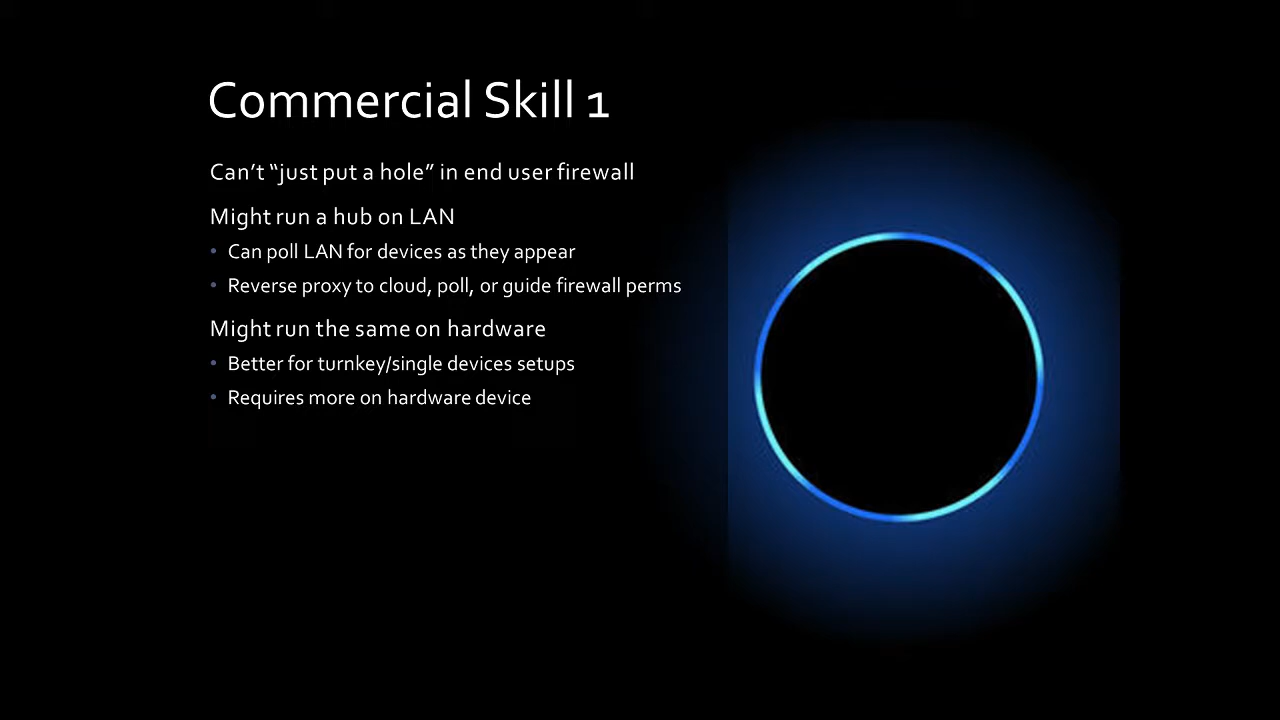 Commercial Skill 1
Can’t “just put a hole” in end user firewall
Might run a hub on LAN
• Can poll LAN for devices as they appear
• Reverse proxy to cloud, poll, or guide firewall perms
Might run the same on hardware
• Better for turnkey/single devices setups
• Requires more on hardware device